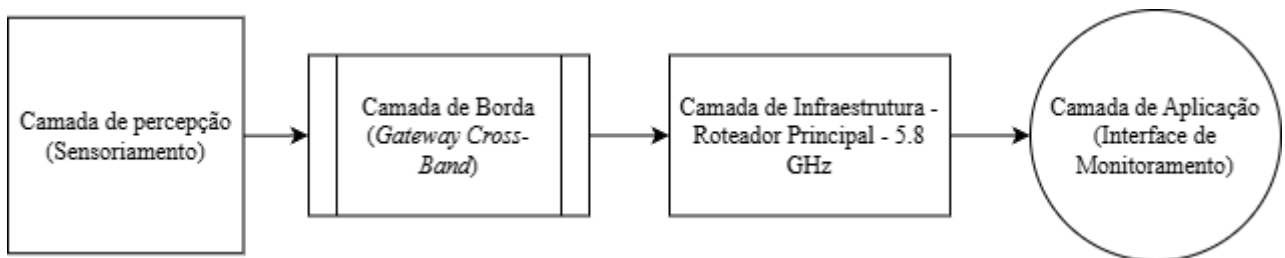 Camada de percepção
(Sensoriamento)
Camada de Borda
(Gateway Cross-
Band)
Camada de Infraestrutura -
Roteador Principal - 5.8
GHz
Camada de Aplicação
(Interface de
Monitoramento)